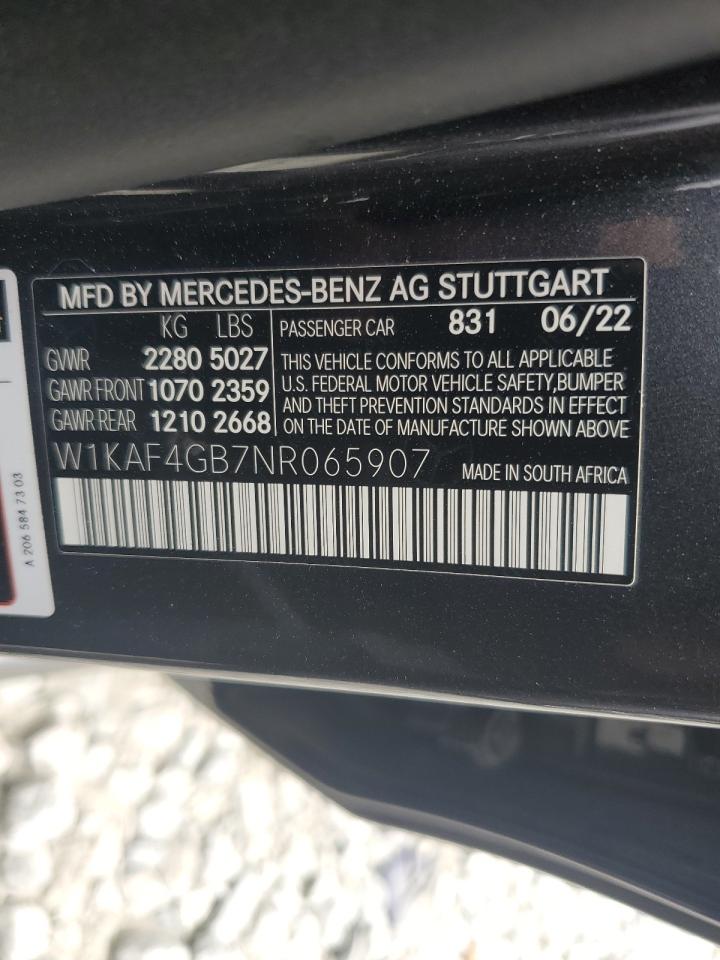 MFD BY MERCEDES-BENZ AG STUTTGART
KG LBS
GVWR 2280 5027
GAWR FRONT 1070 2359
GAWR REAR 1210 2668
PASSENGER CAR 831 06/22
THIS VEHICLE CONFORMS TO ALL APPLICABLE
U.S. FEDERAL MOTOR VEHICLE SAFETY,BUMPER
AND THEFT PREVENTION STANDARDS IN EFFECT
ON THE DATE OF MANUFACTURE SHOWN ABOVE
W1KAF4GB7NR065907 MADE IN SOUTH AFRICA
A 206 584 73 03